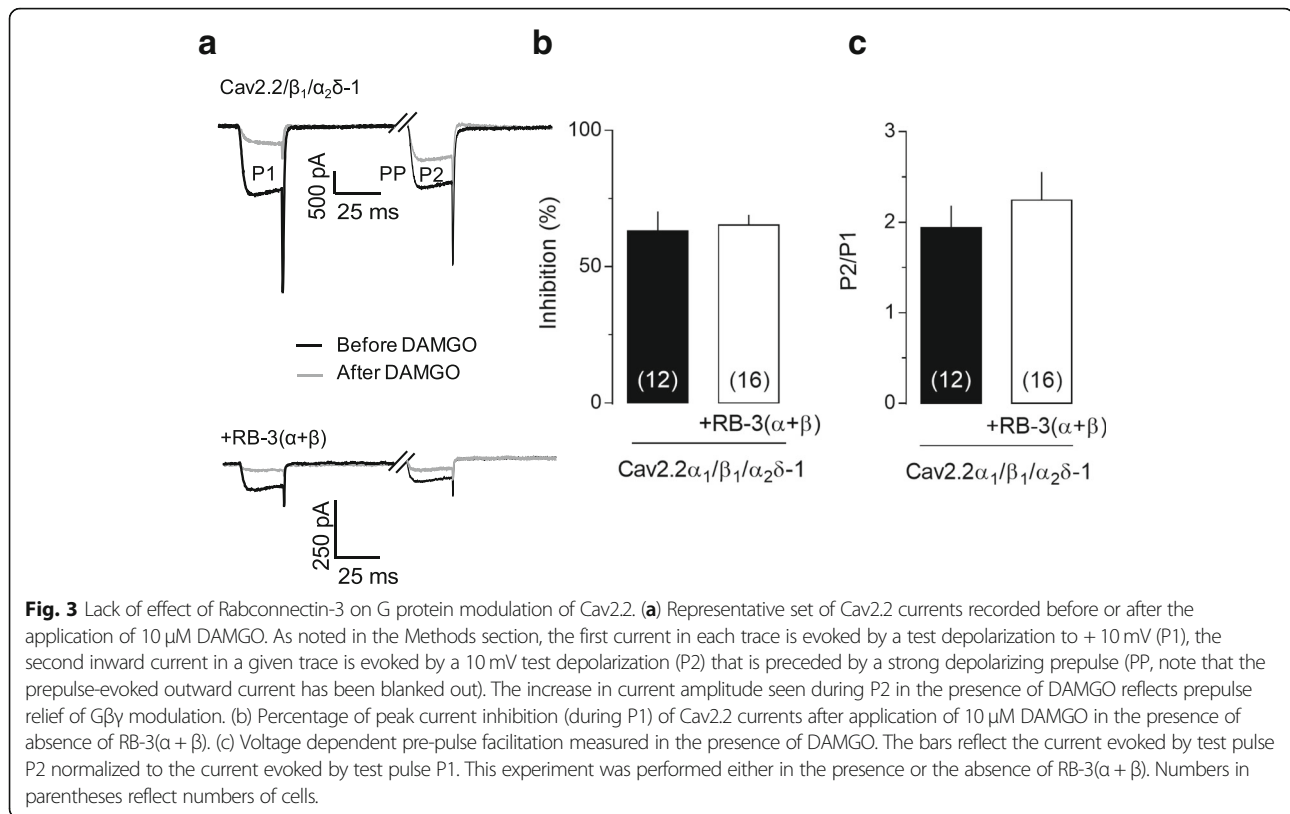 a
b
c
Cav2.2/β1/α2δ-1
P1
PP
P2
500 pA
25 ms
Before DAMGO
After DAMGO
+RB-3(α+β)
250 pA
25 ms
Inhibition (%)
100
50
0
(12)
(16)
+RB-3(α+β)
Cav2.2α1/β1/α2δ-1
P2/P1
3
2
1
0
(12)
(16)
+RB-3(α+β)
Cav2.2α1/β1/α2δ-1
Fig. 3 Lack of effect of Rabconnectin-3 on G protein modulation of Cav2.2. (a) Representative set of Cav2.2 currents recorded before or after the
application of 10 μM DAMGO. As noted in the Methods section, the first current in each trace is evoked by a test depolarization to + 10 mV (P1), the
second inward current in a given trace is evoked by a 10 mV test depolarization (P2) that is preceded by a strong depolarizing prepulse (PP, note that the
prepulse-evoked outward current has been blanked out). The increase in current amplitude seen during P2 in the presence of DAMGO reflects prepulse
relief of Gβγ modulation. (b) Percentage of peak current inhibition (during P1) of Cav2.2 currents after application of 10 μM DAMGO in the presence of
absence of RB-3(α + β). (c) Voltage dependent pre-pulse facilitation measured in the presence of DAMGO. The bars reflect the current evoked by test pulse
P2 normalized to the current evoked by test pulse P1. This experiment was performed either in the presence or the absence of RB-3(α + β). Numbers in
parentheses reflect numbers of cells.